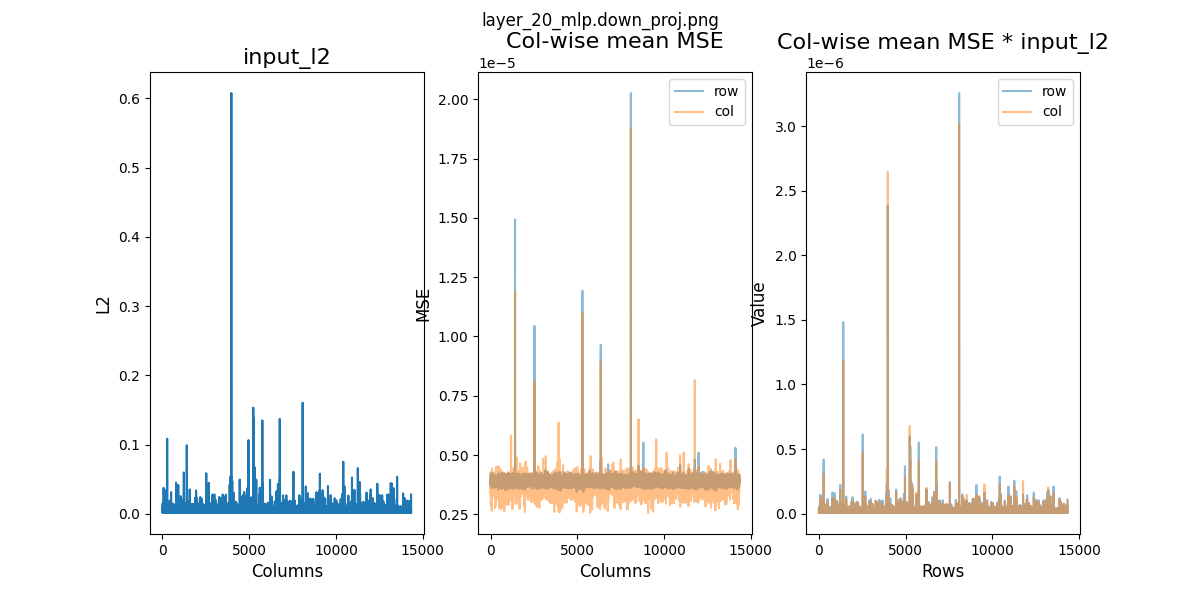 layer_20_mlp.down_proj.png
input_l2
L2
0.6
0.5
0.4
0.3
0.2
0.1
0.0
0
5000
10000
15000
Columns
Col-wise mean MSE
1e−5
MSE
2.00
1.75
1.50
1.25
1.00
0.75
0.50
0.25
row
col
0
5000
10000
15000
Columns
Col-wise mean MSE * input_l2
1e−6
Value
3.0
2.5
2.0
1.5
1.0
0.5
0.0
row
col
0
5000
10000
15000
Rows